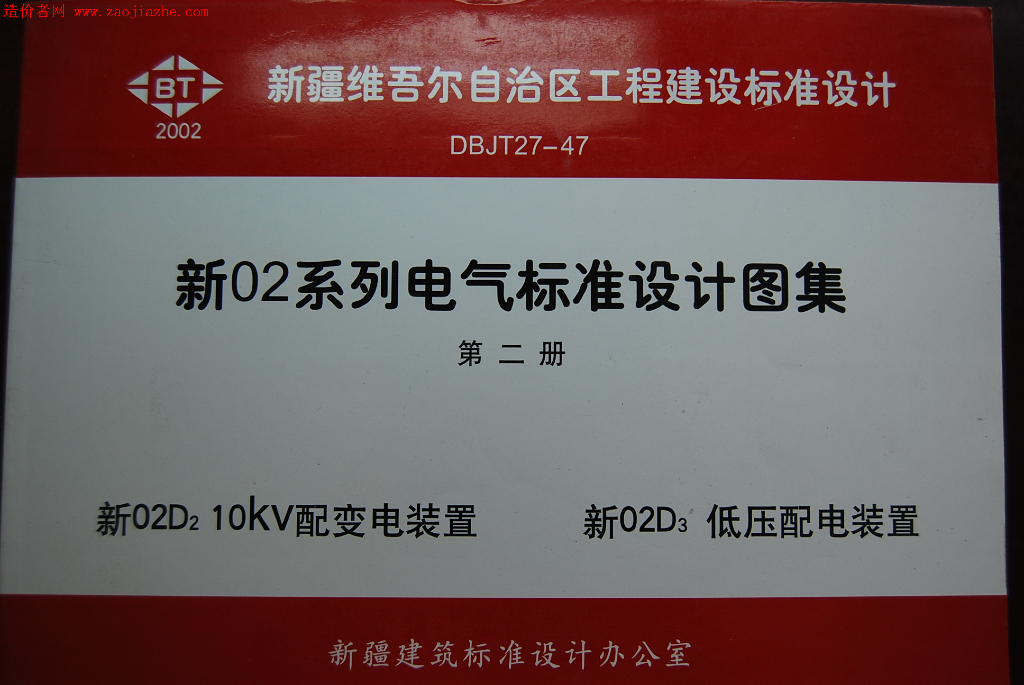 造价者网 www.zaojiazhe.com
BT
2002
新疆维吾尔自治区工程建设标准设计
DBJT27-47
新02系列电气标准设计图集
第二册
新02D2 10kV配变电装置
新02D3 低压配电装置
新疆建筑标准设计办公室